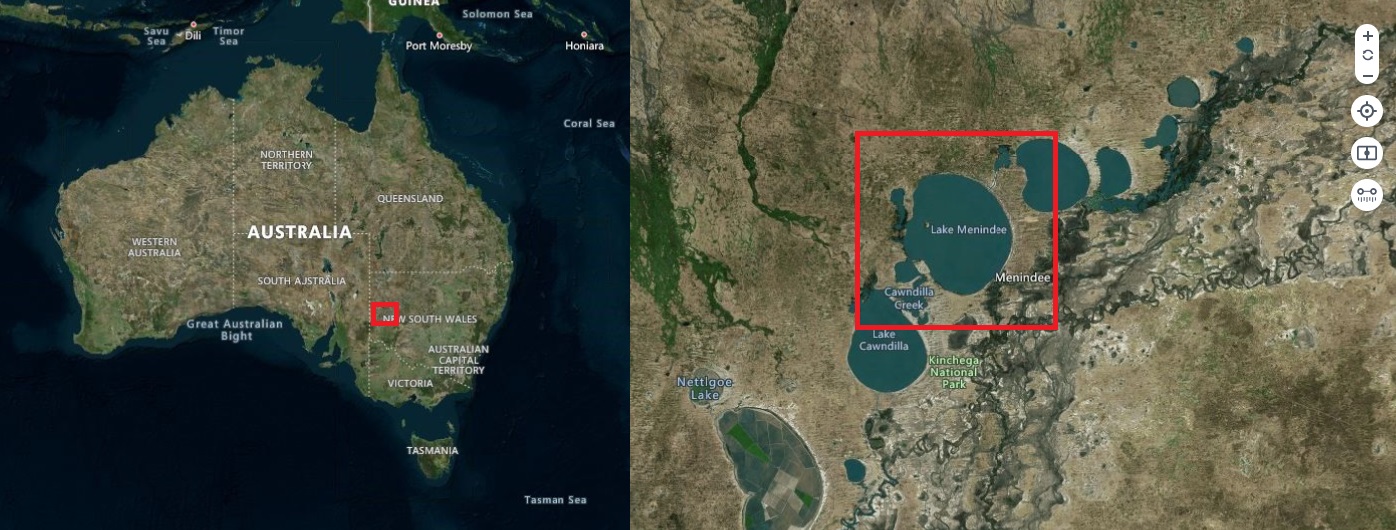 GUINEA
Solomon Sea
Savu
Sea
Dili
Timor
Sea
Port Moresby
Honiara
Coral Sea
NORTHERN
TERRITORY
QUEENSLAND
AUSTRALIA
WESTERN
AUSTRALIA
SOUTH AUSTRALIA
NEW SOUTH WALES
Great Australian
Bight
AUSTRALIAN
CAPITAL
TERRITORY
VICTORIA
TASMANIA
Tasman Sea
Lake Menindee
Menindee
Cawndilla
Creek
Lake
Cawndilla
Kinchega
National
Park
Nettlgoe
Lake